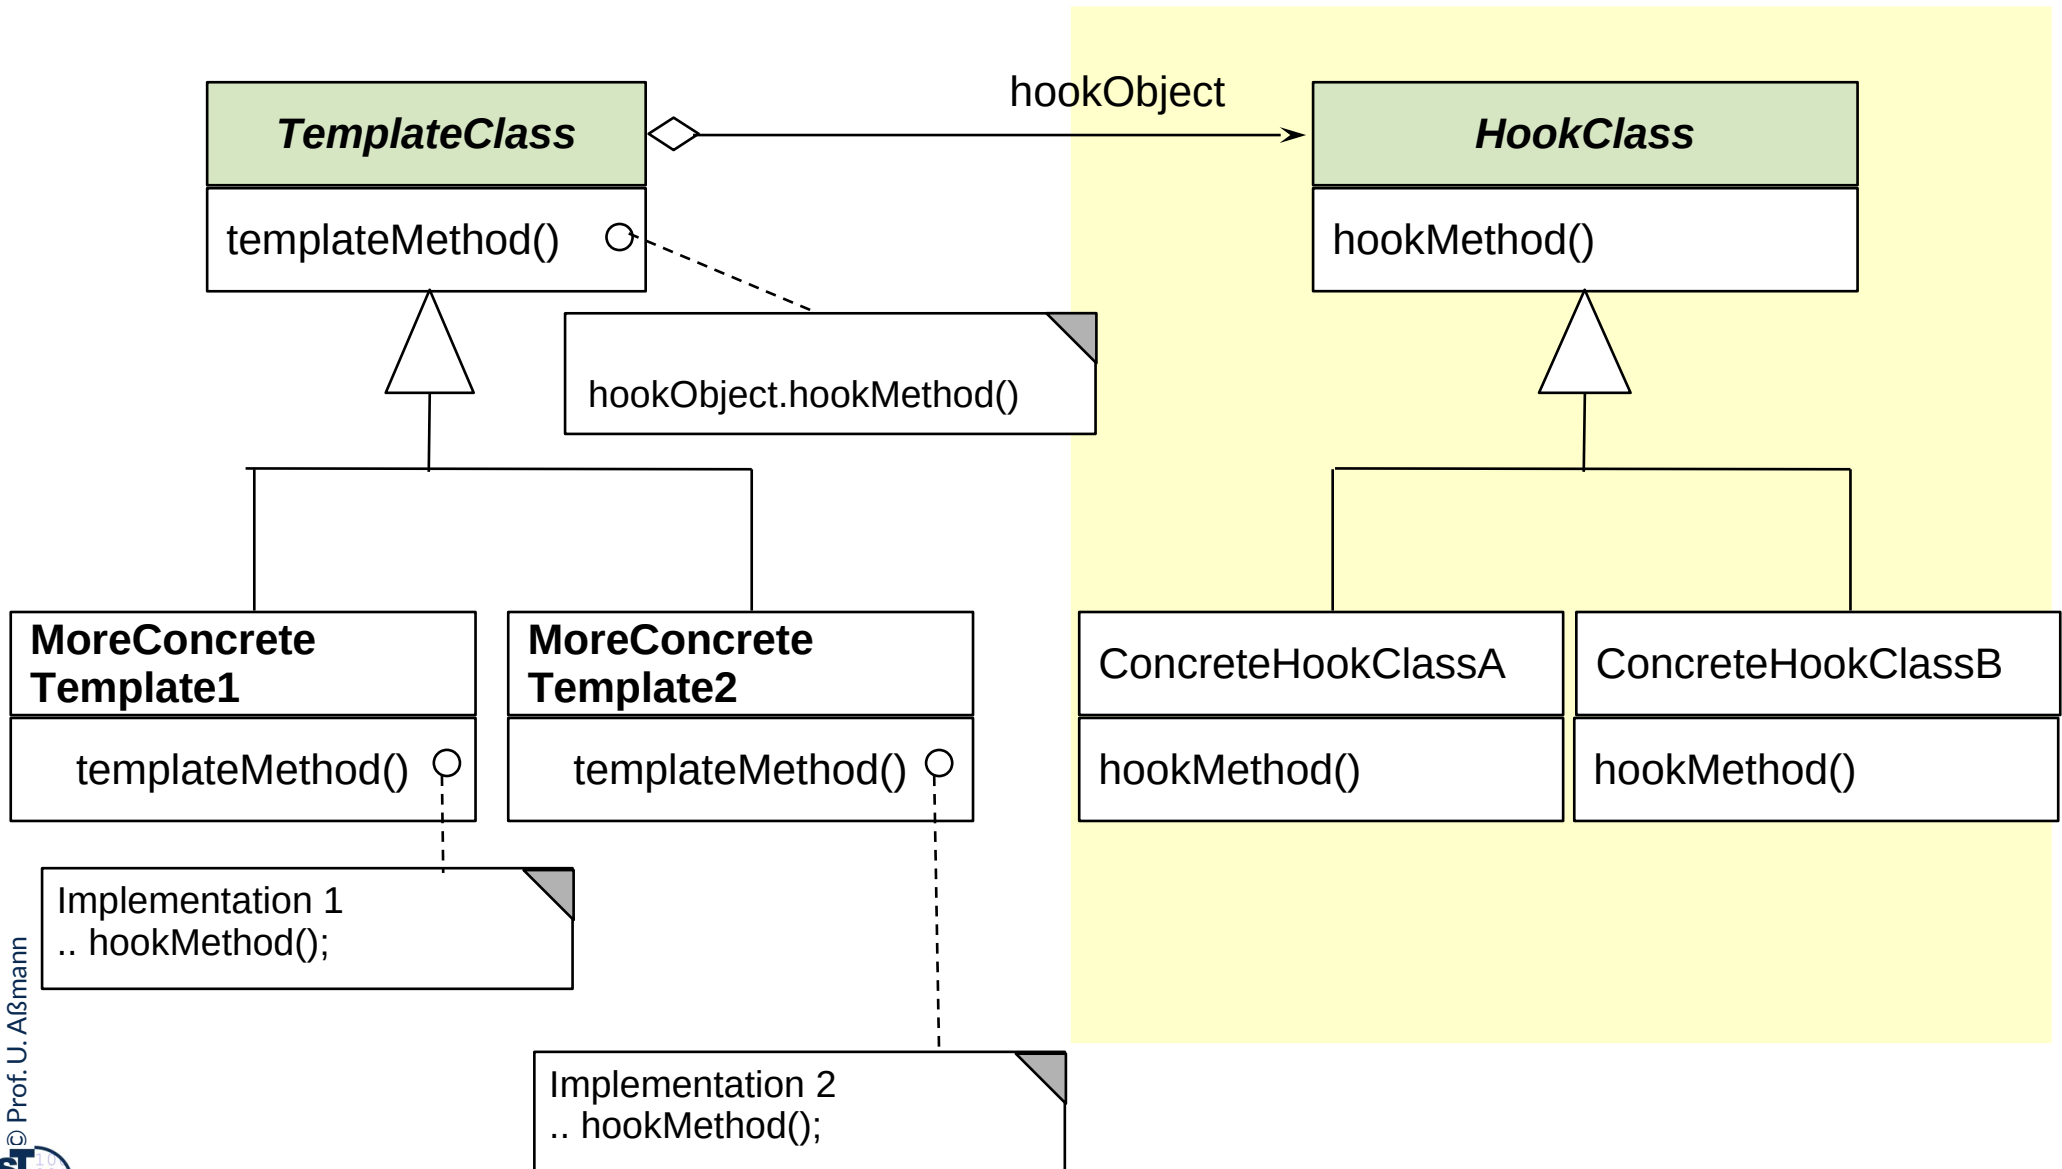 hookObject
TemplateClass
HookClass
templateMethod()
hookMethod()
hookObject.hookMethod()
MoreConcrete
Template1
MoreConcrete
Template2
ConcreteHookClassA
ConcreteHookClassB
templateMethod()
templateMethod()
hookMethod()
hookMethod()
Implementation 1
.. hookMethod();
Implementation 2
.. hookMethod();
© Prof. U. Aßmann